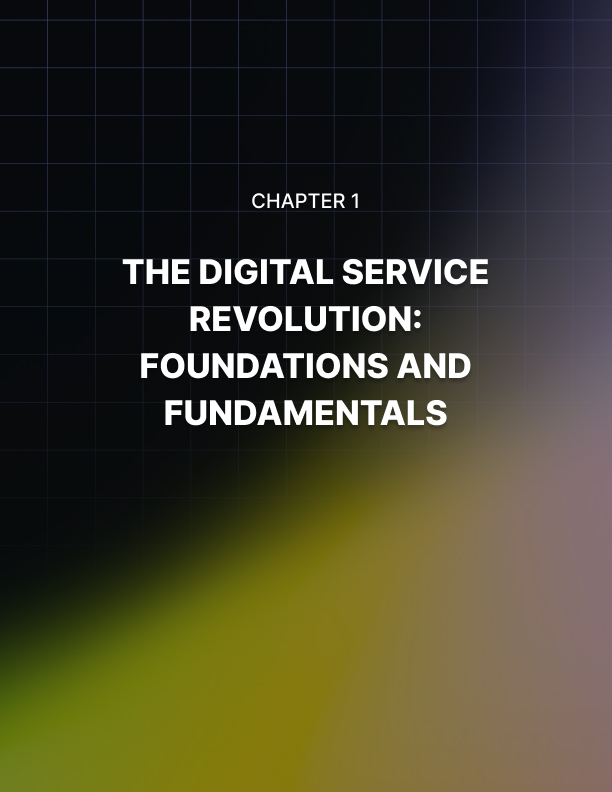 CHAPTER 1
THE DIGITAL SERVICE
REVOLUTION:
FOUNDATIONS AND
FUNDAMENTALS